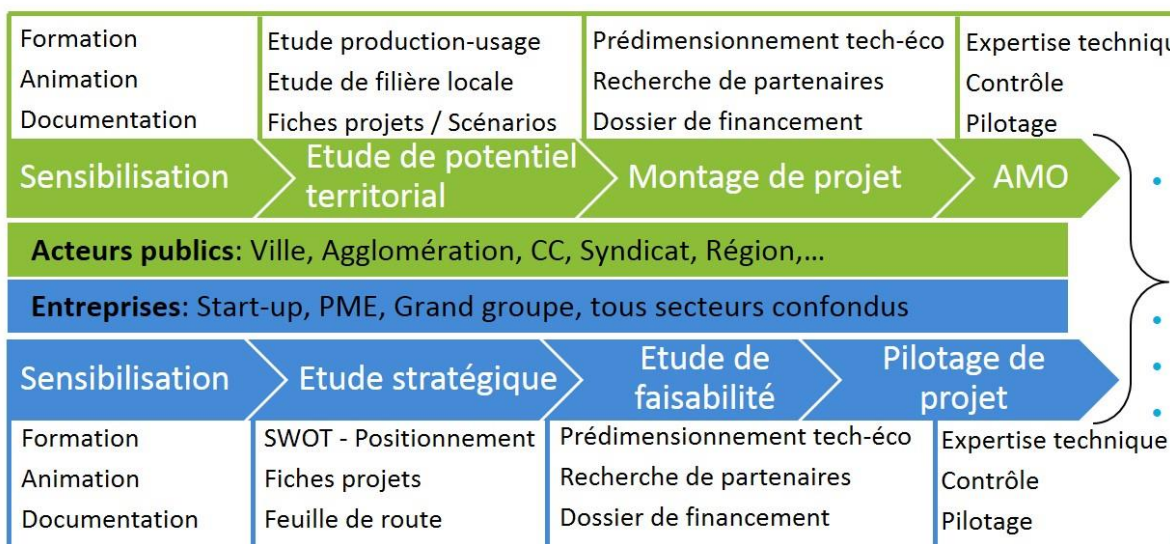 Formation
Animation
Documentation
Etude production-usage
Etude de filière locale
Fiches projets / Scénarios
Prédimensionnement tech-éco
Recherche de partenaires
Dossier de financement
Expertise techniqu
Contrôle
Pilotage
Sensibilisation
Etude de potentiel
territorial
Montage de projet
AMO
Acteurs publics: Ville, Agglomération, CC, Syndicat, Région,...
Entreprises: Start-up, PME, Grand groupe, tous secteurs confondus
Sensibilisation
Etude stratégique
Etude de
faisabilité
Pilotage de
projet
Formation
Animation
Documentation
SWOT - Positionnement
Fiches projets
Feuille de route
Prédimensionnement tech-éco
Recherche de partenaires
Dossier de financement
Expertise technique
Contrôle
Pilotage